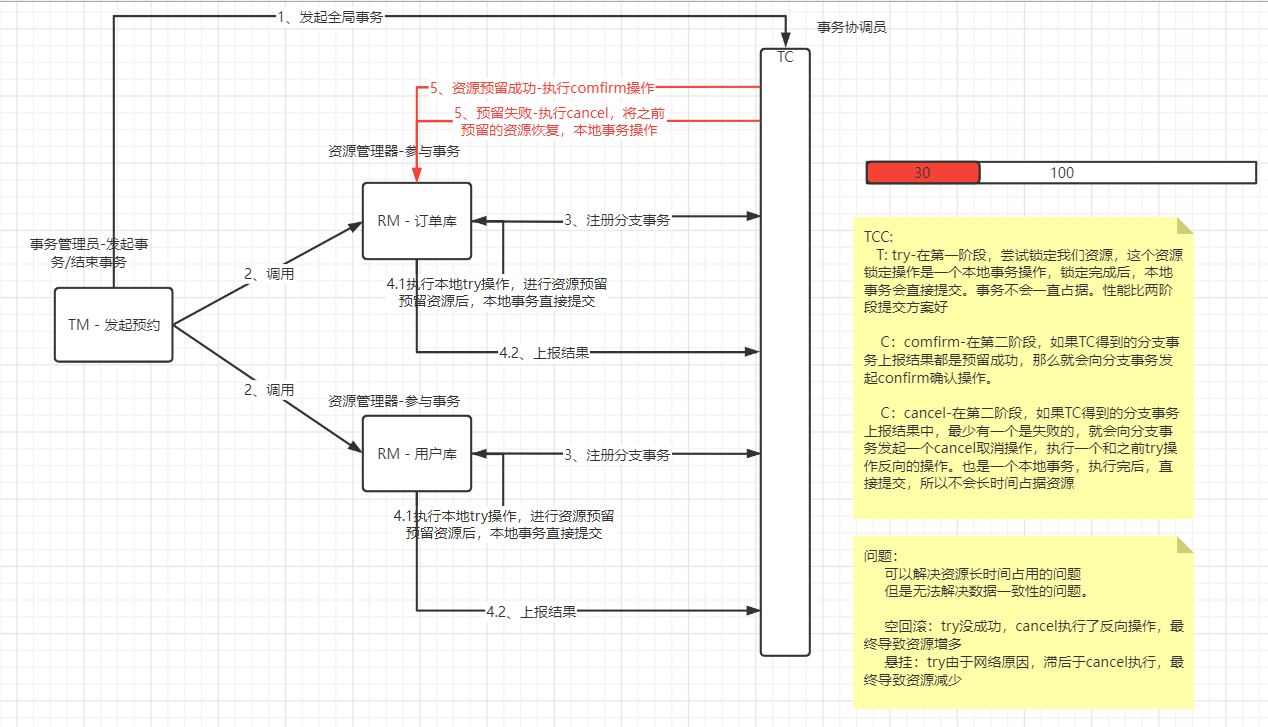 1、发起全局事务
事务协调员
TC
5、资源预留成功-执行comfirm操作
5、预留失败-执行cancel，将之前
预留的资源恢复，本地事务操作
资源管理器-参与事务
RM - 订单库
3、注册分支事务
事务管理员-发起事
务/结束事务
2、调用
4.1执行本地try操作，进行资源预留
预留资源后，本地事务直接提交
TM - 发起预约
4.2、上报结果
2、调用
资源管理器-参与事务
RM - 用户库
3、注册分支事务
4.1执行本地try操作，进行资源预留
预留资源后，本地事务直接提交
4.2、上报结果
30
100
TCC:
T: try-在第一阶段，尝试锁定我们资源，这个资源
锁定操作是一个本地事务操作，锁定完成后，本地
事务会直接提交。事务不会一直占据。性能比两阶
段提交方案好
C：comfirm-在第二阶段，如果TC得到的分支事
务上报结果都是预留成功，那么就会向分支事务发
起confirm确认操作。
C：cancel-在第二阶段，如果TC得到的分支事务
上报结果中，最少有一个是失败的，就会向分支事
务发起一个cancel取消操作，执行一个和之前try操
作反向的操作。也是一个本地事务，执行完后，直
接提交，所以不会长时间占据资源
问题：
可以解决资源长时间占用的问题
但是无法解决数据一致性的问题。
空回滚：try没成功，cancel执行了反向操作，最
终导致资源增多
悬挂：try由于网络原因，滞后于cancel执行，最
终导致资源减少